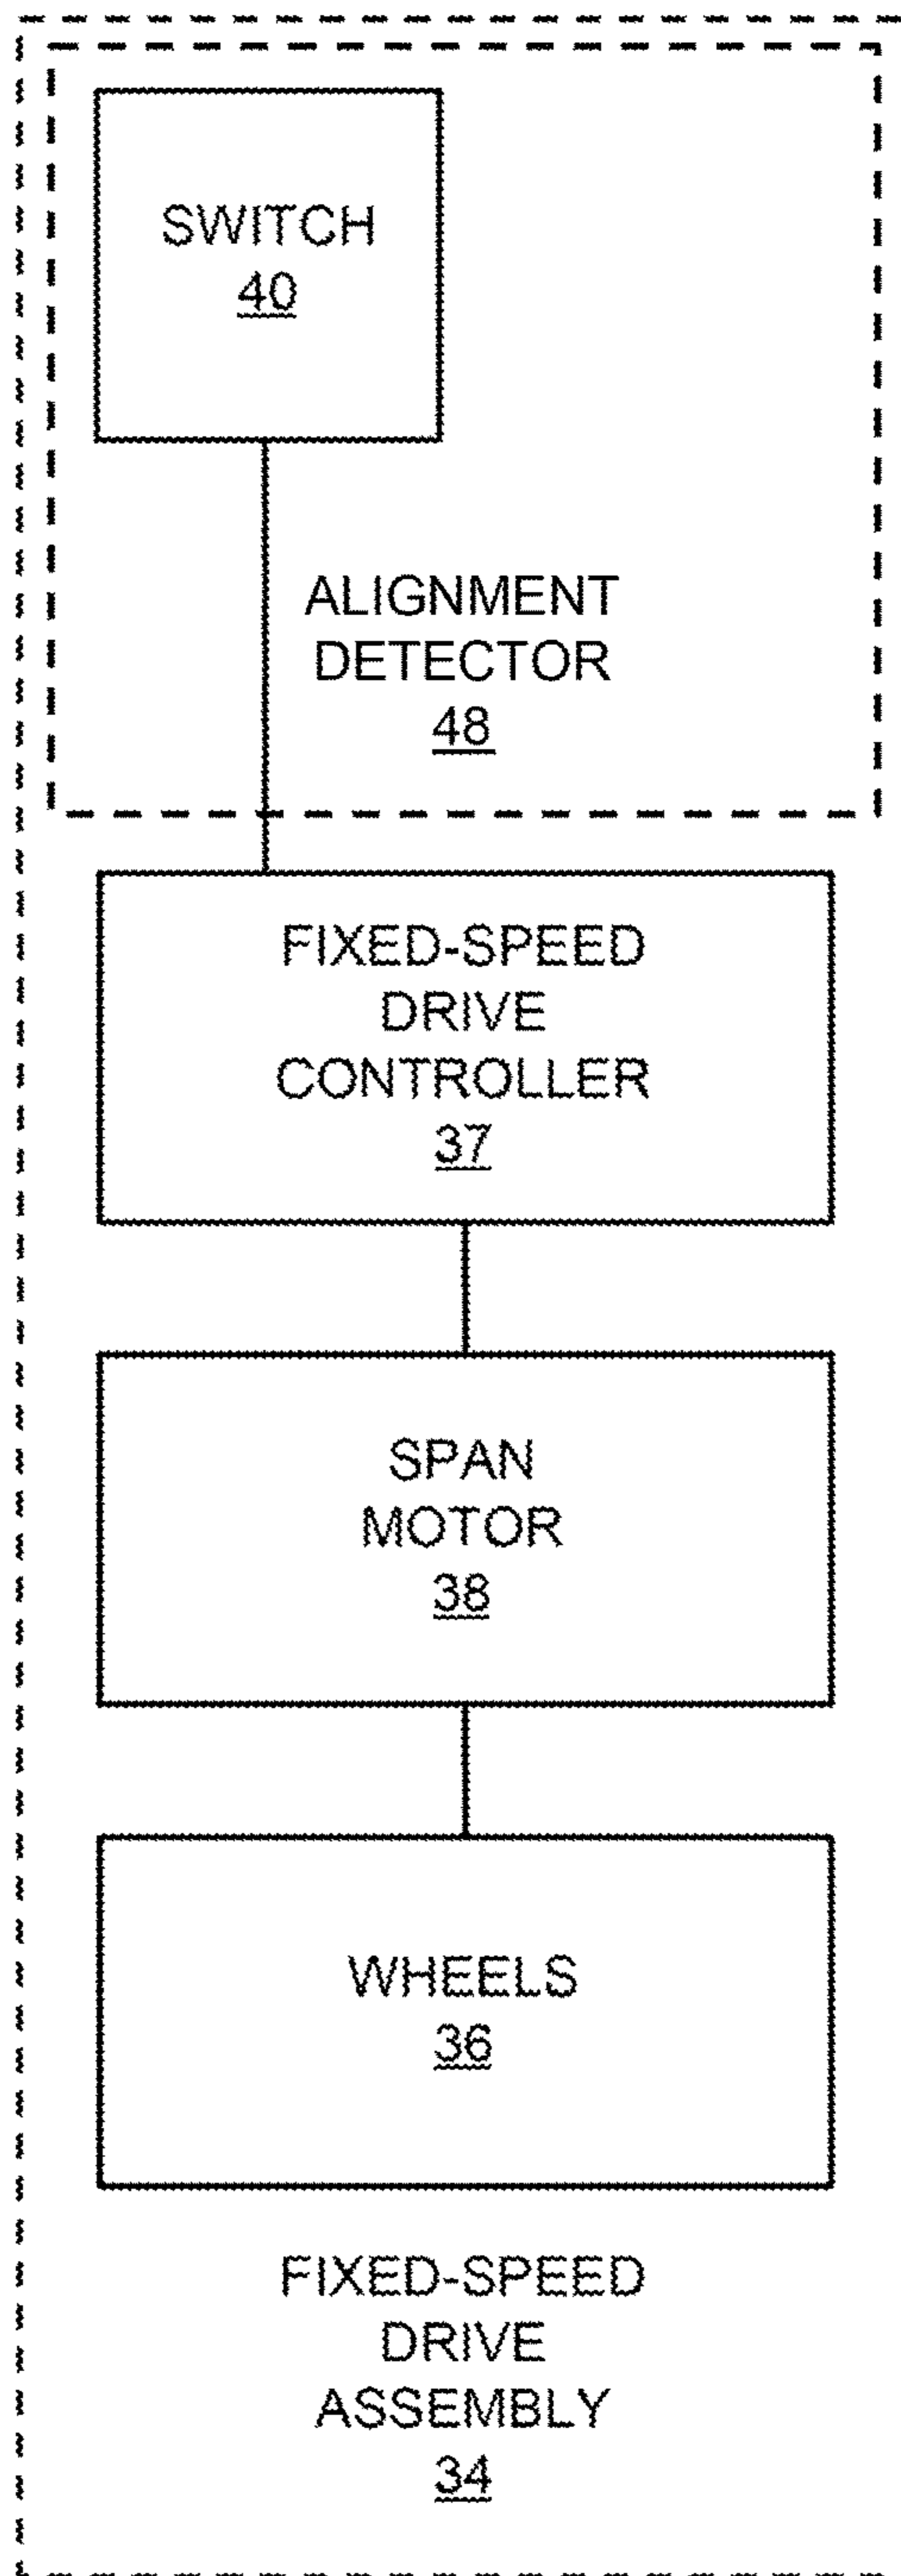 SWITCH
40
ALIGNMENT
DETECTOR
48
FIXED-SPEED
DRIVE
CONTROLLER
37
SPAN
MOTOR
38
WHEELS
36
FIXED-SPEED
DRIVE
ASSEMBLY
34